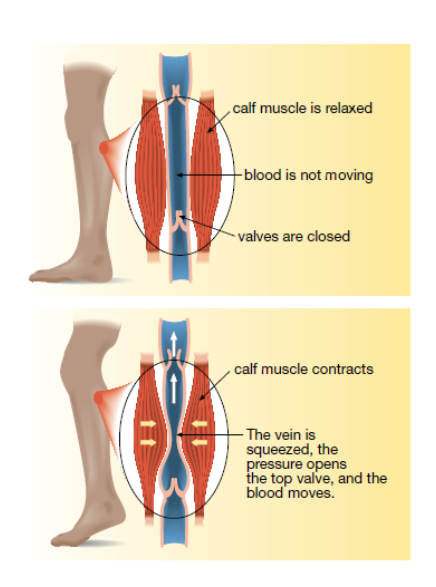 calf muscle is relaxed
blood is not moving
valves are closed
calf muscle contracts
The vein is
squeezed, the
pressure opens
the top valve, and the
blood moves.